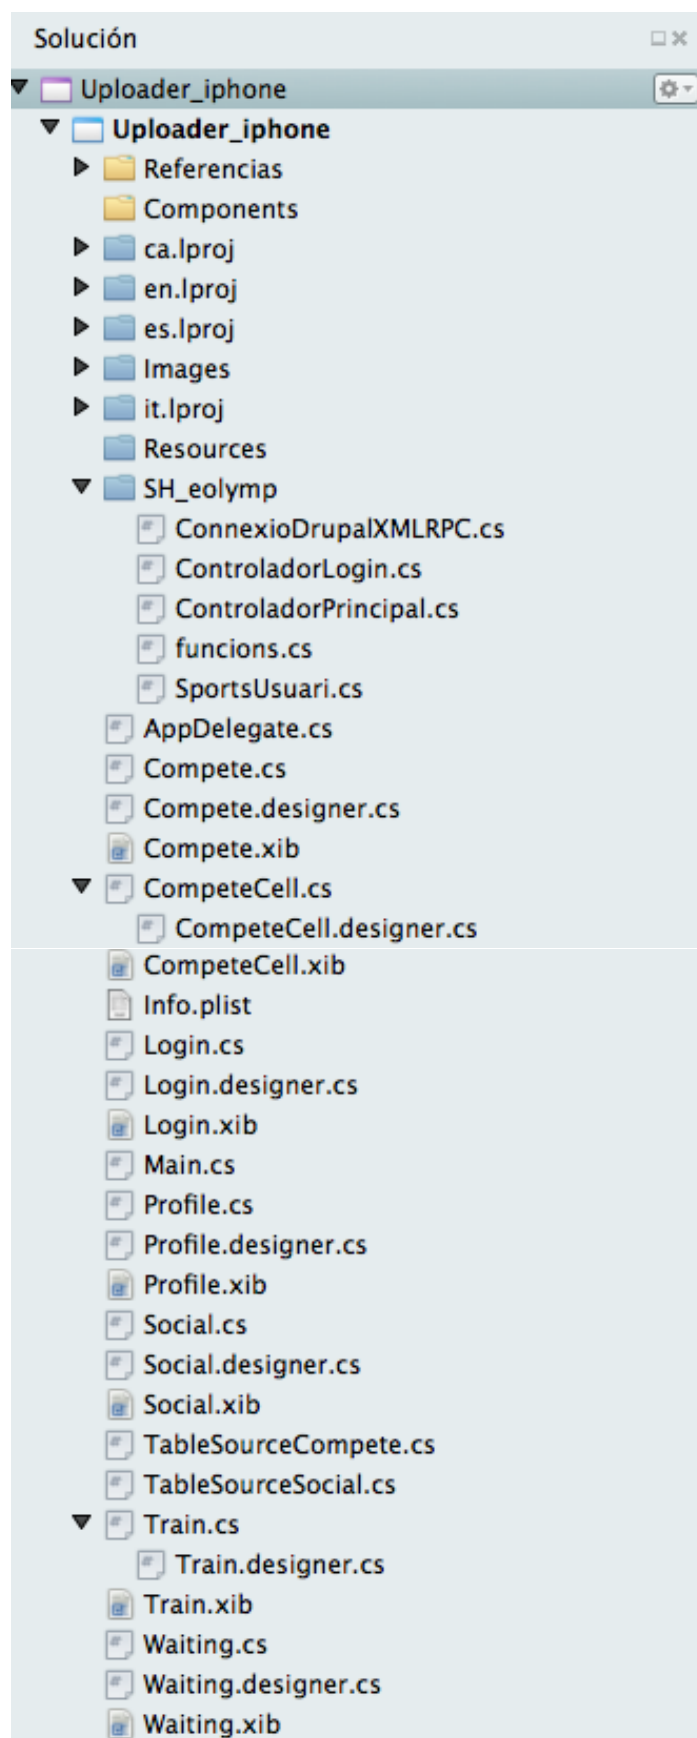 Solución
Uploader_iphone
Uploader_iphone
Referencias
Components
ca.lproj
en.lproj
es.lproj
Images
it.lproj
Resources
SH_eolymp
ConnexioDrupalXMLRPC.cs
ControladorLogin.cs
ControladorPrincipal.cs
funcions.cs
SportsUsuari.cs
AppDelegate.cs
Compete.cs
Compete.designer.cs
Compete.xib
CompeteCell.cs
CompeteCell.designer.cs
CompeteCell.xib
Info.plist
Login.cs
Login.designer.cs
Login.xib
Main.cs
Profile.cs
Profile.designer.cs
Profile.xib
Social.cs
Social.designer.cs
Social.xib
TableSourceCompete.cs
TableSourceSocial.cs
Train.cs
Train.designer.cs
Train.xib
Waiting.cs
Waiting.designer.cs
Waiting.xib